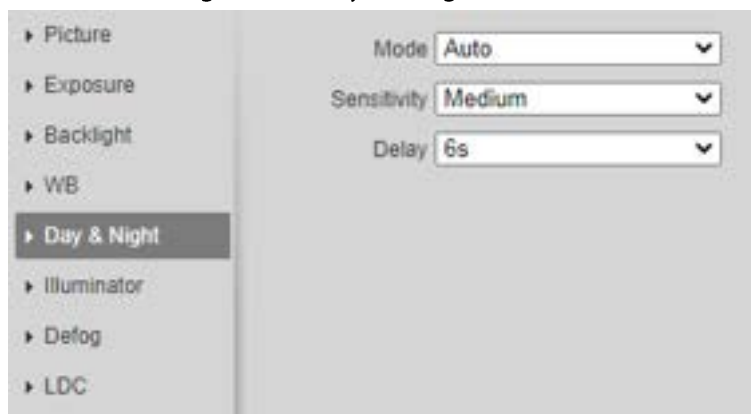 Picture
Exposure
Backlight
WB
Day & Night
Illuminator
Defog
LDC
Mode Auto
Sensitivity Medium
Delay 6s